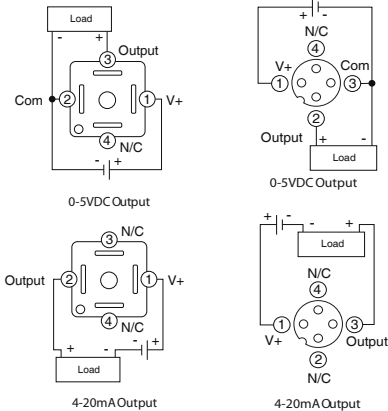 Load
- +
3 Output
Com 2 1 V+
4 N/C
- +
0-5VDC Output
+ -
N/C
4
V+ Com
1 3
2
Output + -
Load
0-5VDC Output
3 N/C
Output 2 1 V+
4 N/C
+ - - +
Load
4-20mA Output
+ - - +
Load
N/C
4
1 3
V+ Output
2
N/C
4-20mA Output